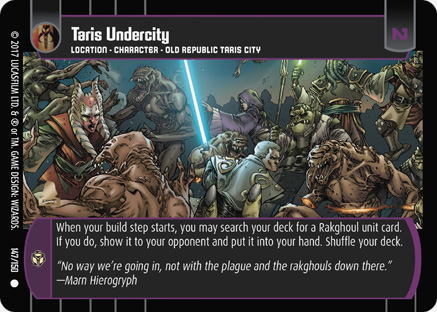 Taris Undercity
LOCATION - CHARACTER - OLD REPUBLIC TARIS CITY
2
When your build step starts, you may search your deck for a Rakghoul unit card.
If you do, show it to your opponent and put it into your hand. Shuffle your deck.
"No way we're going in, not with the plague and the rakghouls down there."
—Marn Hierogryph
© 2017 LUCASFILM LTD. & ® or TM. GAME DESIGN: WIZARDS.
147/150